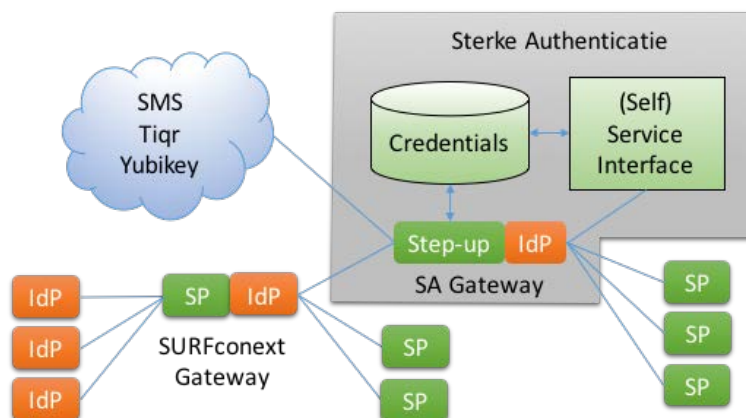 Sterke Authenticatie
SMS
Tiqr
Yubikey
Credentials
(Self)
Service
Interface
Step-up
IdP
SA Gateway
IdP
IdP
IdP
SP
IdP
SURFconext
Gateway
SP
SP
SP
SP
SP